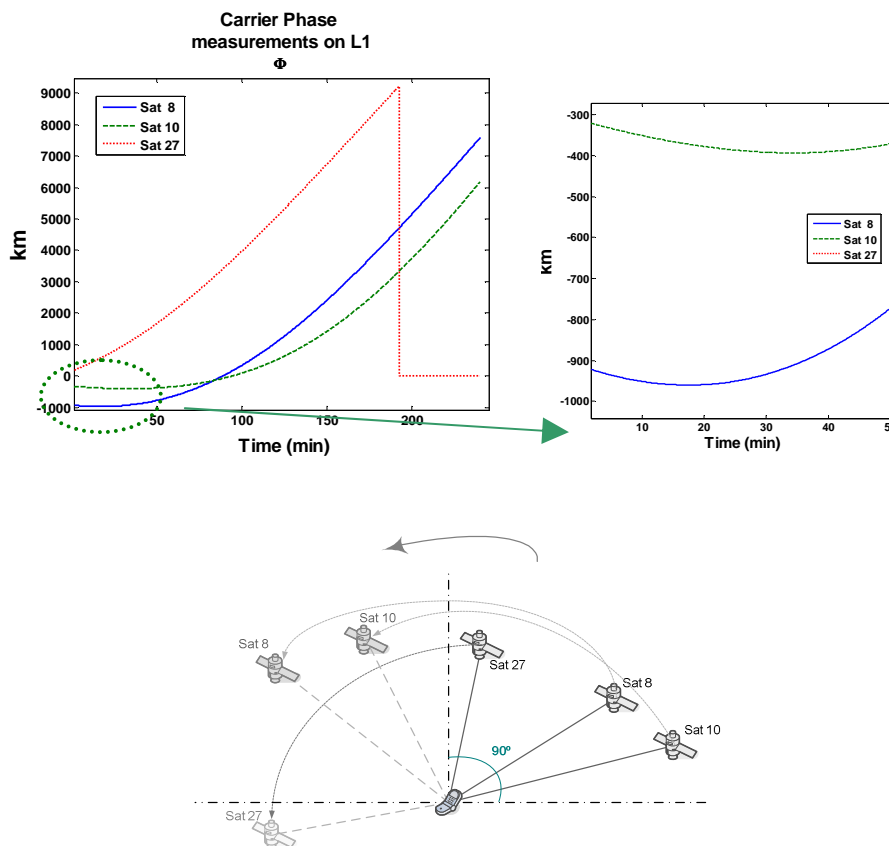 Carrier Phase
measurements on L1
Φ
9000
8000
7000
6000
5000
4000
3000
2000
1000
0
-1000
km
Sat 8
Sat 10
Sat 27
50
100
150
200
Time (min)
-300
-400
-500
-600
-700
-800
-900
-1000
км
Sat 8
Sat 10
Sat 27
10
20
30
40
50
Time (min)
Sat 10
Sat 8
Sat 27
Sat 8
Sat 10
90º
Sat 27